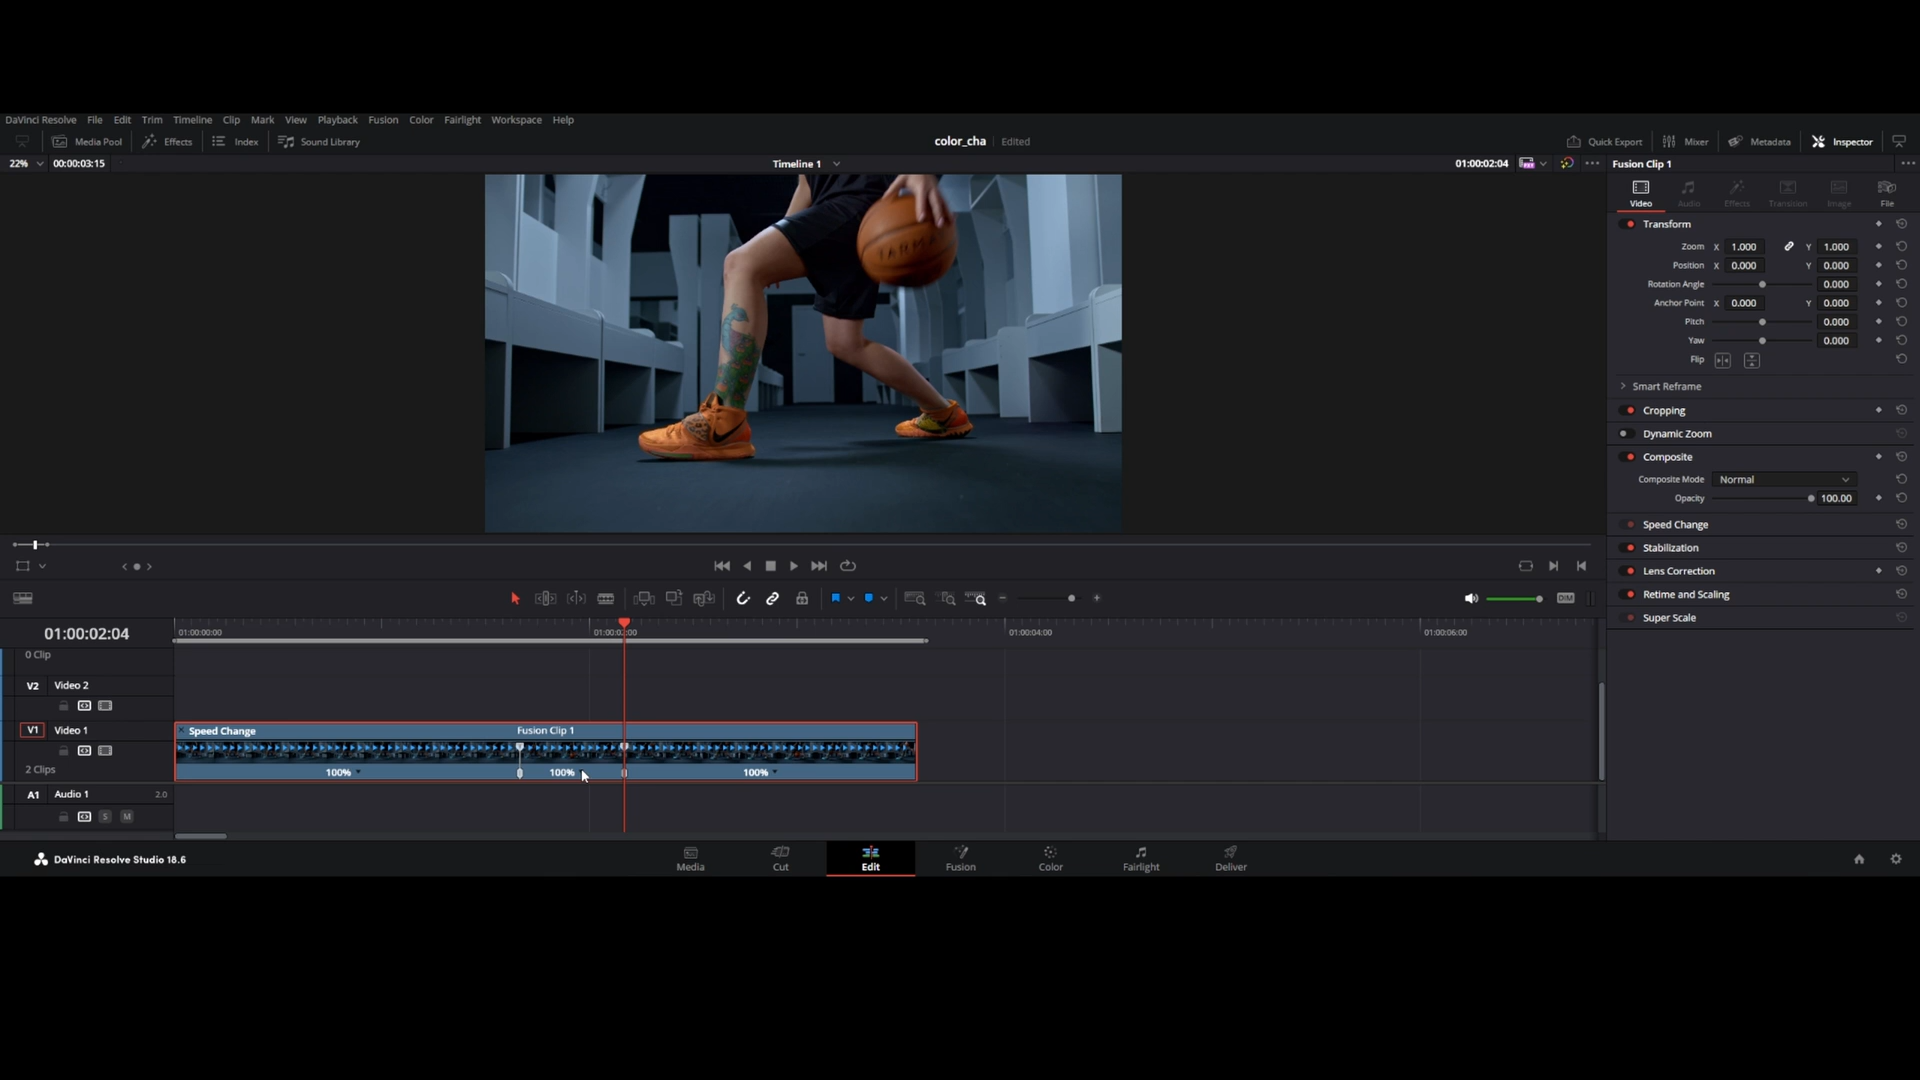 DaVinci Resolve File Edit Trim Timeline Clip Mark View Playback Fusion Color Fairlight Workspace Help
Media Pool Effects Index Sound Library color_cha Edited Quick Export Mixer Metadata Inspector
22% 00:00:03:15 Timeline 1 01:00:02:04 Fusion Clip 1
Video Audio Effects Transition Image File
Transform
Zoom X 1.000 Y 1.000
Position X 0.000 Y 0.000
Rotation Angle 0.000
Anchor Point X 0.000 Y 0.000
Pitch 0.000
Yaw 0.000
Flip
Smart Reframe
Cropping
Dynamic Zoom
Composite
Composite Mode Normal
Opacity 100.00
Speed Change
Stabilization
Lens Correction
Retime and Scaling
Super Scale
DIM
01:00:02:04 01:00:00:00 01:00:04:00 01:00:06:00
0 Clip
V2 Video 2
V1 Video 1 Speed Change Fusion Clip 1
2 Clips 100% 100% 100%
A1 Audio 1 2.0
S M
DaVinci Resolve Studio 18.6 Media Cut Edit Fusion Color Fairlight Deliver